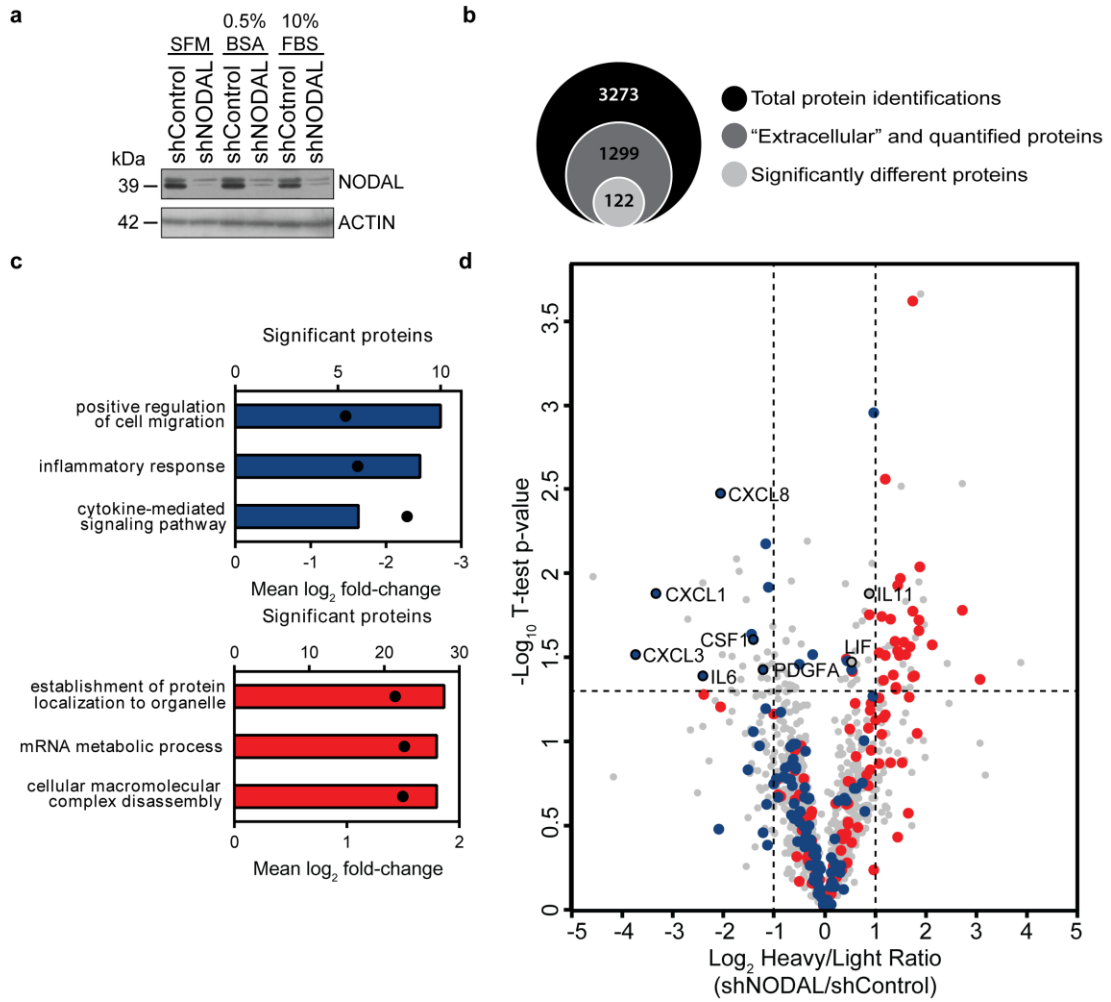 a
0.5% 10%
SFM BSA FBS
shControl
shNODAL
shControl
shNODAL
shCotnrol
shNODAL
kDa
39
NODAL
42
ACTIN
b
3273
1299
122
Total protein identifications
“Extracellular” and quantified proteins
Significantly different proteins
c
Significant proteins
0 5 10
positive regulation
of cell migration
inflammatory response
cytokine-mediated
signaling pathway
0 -1 -2 -3
Mean log2 fold-change
Significant proteins
0 10 20 30
establishment of protein
localization to organelle
mRNA metabolic process
cellular macromolecular
complex disassembly
0 1 2
Mean log2 fold-change
d
-Log10 T-test p-value
3.5
3
2.5
2
1.5
1
0.5
0
CXCL8
CXCL1
IL11
CSF1
LIF
CXCL3
PDGFA
IL6
-5 -4 -3 -2 -1 0 1 2 3 4 5
Log2 Heavy/Light Ratio
(shNODAL/shControl)